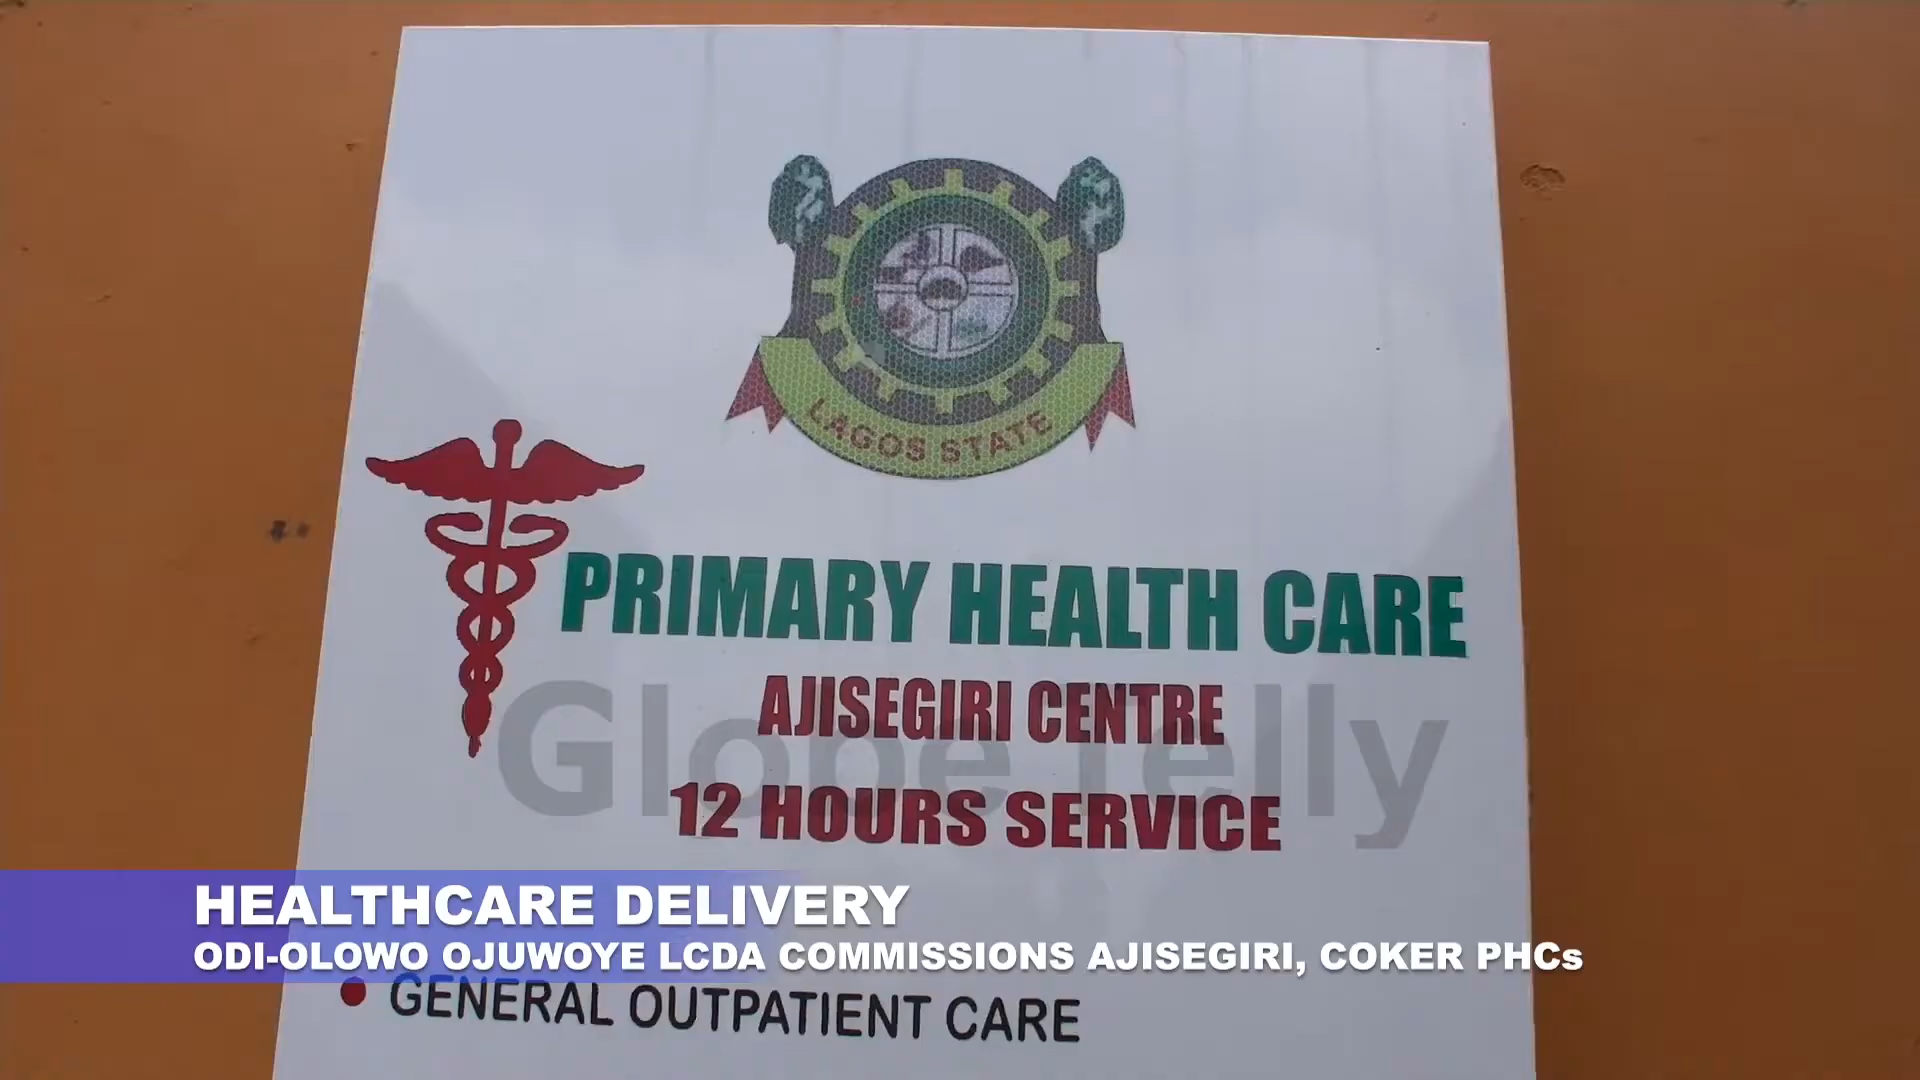 LAGOS STATE
PRIMARY HEALTH CARE
AJISEGIRI CENTRE
Globe Telly
12 HOURS SERVICE
HEALTHCARE DELIVERY
ODI-OLOWO OJUWOYE LCDA COMMISSIONS AJISEGIRI, COKER PHCs
GENERAL OUTPATIENT CARE